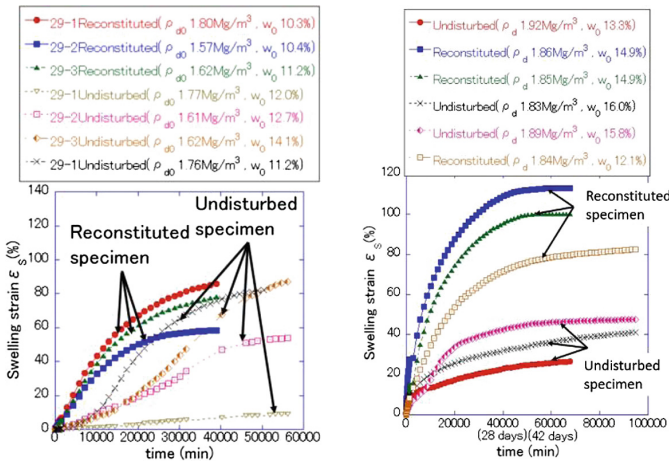 29-1Reconstituted( ρd0 1.80Mg/m³, w0 10.3%)
29-2Reconstituted( ρd0 1.57Mg/m³, w0 10.4%)
29-3Reconstituted( ρd0 1.62Mg/m³, w0 11.2%)
29-1Undisturbed( ρd0 1.77Mg/m³, w0 12.0%)
29-2Undisturbed( ρd0 1.61Mg/m³, w0 12.7%)
29-3Undisturbed( ρd0 1.62Mg/m³, w0 14.1%)
29-1Undisturbed( ρd0 1.76Mg/m³, w0 11.2%)
140
120
100
80
60
40
20
0
Swelling strain εS(%)
Undisturbed
specimen
Reconstituted
specimen
0 10000 20000 30000 40000 50000 60000
time (min)
Undisturbed( ρd 1.92Mg/m³, w0 13.3%)
Reconstituted( ρd 1.86Mg/m³, w0 14.9%)
Reconstituted( ρd 1.85Mg/m³, w0 14.9%)
Undisturbed( ρd 1.83Mg/m³, w0 16.0%)
Undisturbed( ρd 1.89Mg/m³, w0 15.8%)
Reconstituted( ρd 1.84Mg/m³, w0 12.1%)
120
100
80
60
40
20
0
Swelling strain εS(%)
Reconstituted
specimen
Undisturbed
specimen
0 20000 40000 60000 80000 100000
(28 days)(42 days)
time (min)